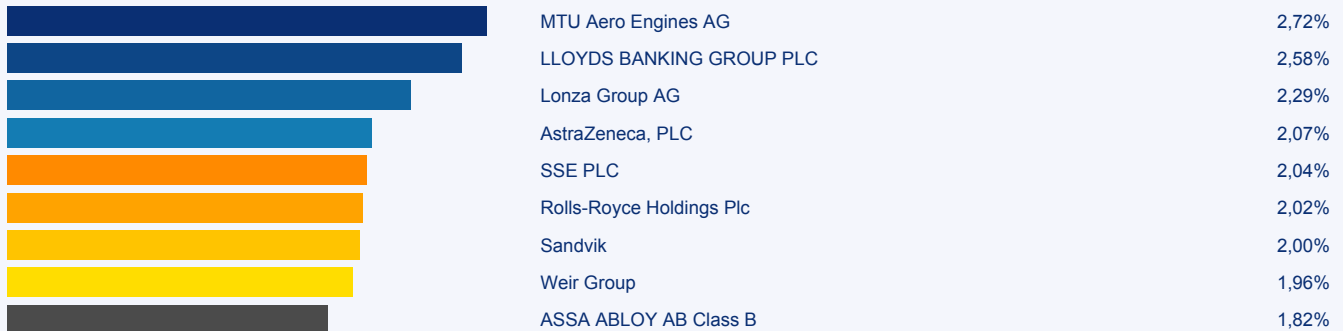 MTU Aero Engines AG 2,72%
LLOYDS BANKING GROUP PLC 2,58%
Lonza Group AG 2,29%
AstraZeneca, PLC 2,07%
SSE PLC 2,04%
Rolls-Royce Holdings Plc 2,02%
Sandvik 2,00%
Weir Group 1,96%
ASSA ABLOY AB Class B 1,82%